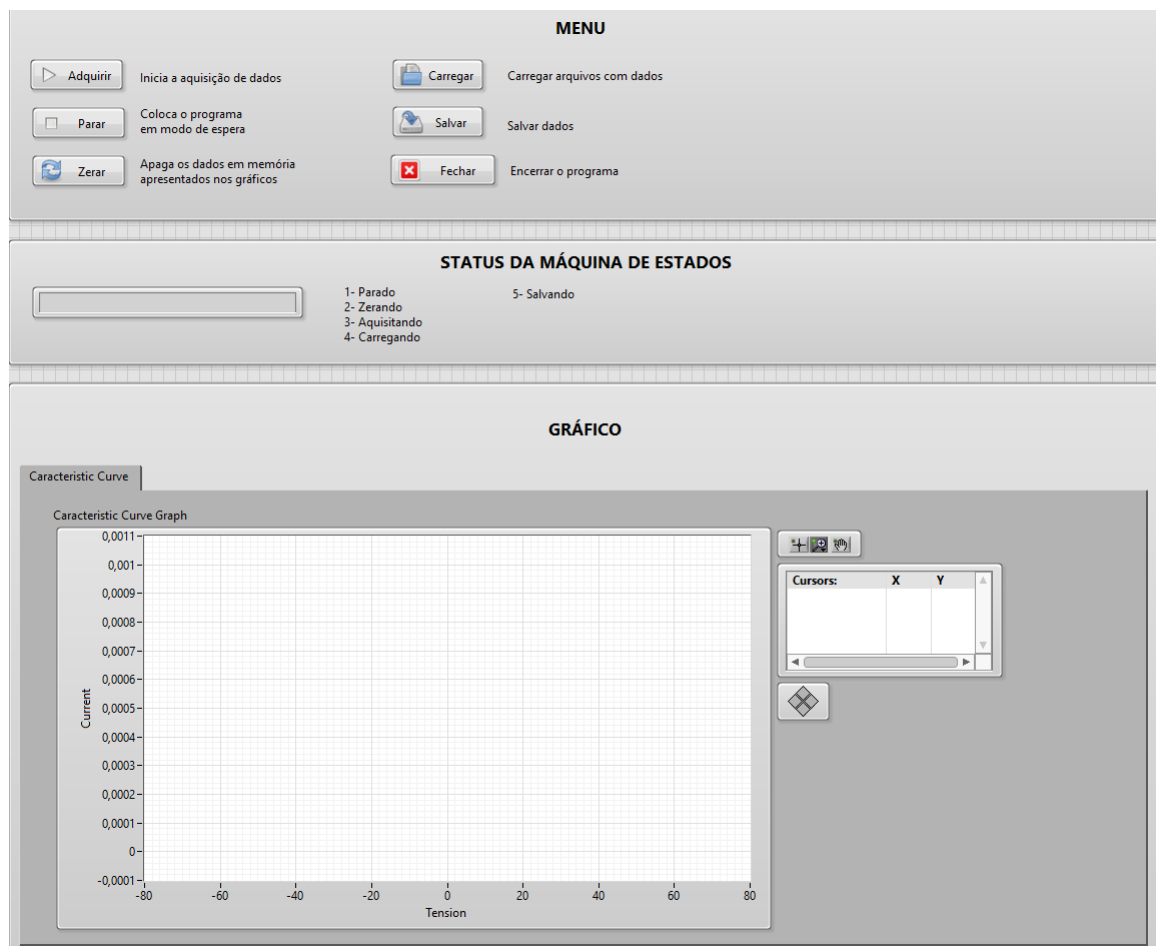 MENU
Adquirir Inicia a aquisição de dados
Carregar Carregar arquivos com dados
Parar Coloca o programa
em modo de espera
Salvar Salvar dados
Zerar Apaga os dados em memória
apresentados nos gráficos
Fechar Encerrar o programa
STATUS DA MÁQUINA DE ESTADOS
1- Parado
2- Zerando
3- Aquisitando
4- Carregando
5- Salvando
GRÁFICO
Caracteristic Curve
Caracteristic Curve Graph
0,0011
0,001
0,0009
0,0008
0,0007
0,0006
0,0005
0,0004
0,0003
0,0002
0,0001
0
-0,0001
Current
-80 -60 -40 -20 0 20 40 60 80
Tension
Cursors: X Y